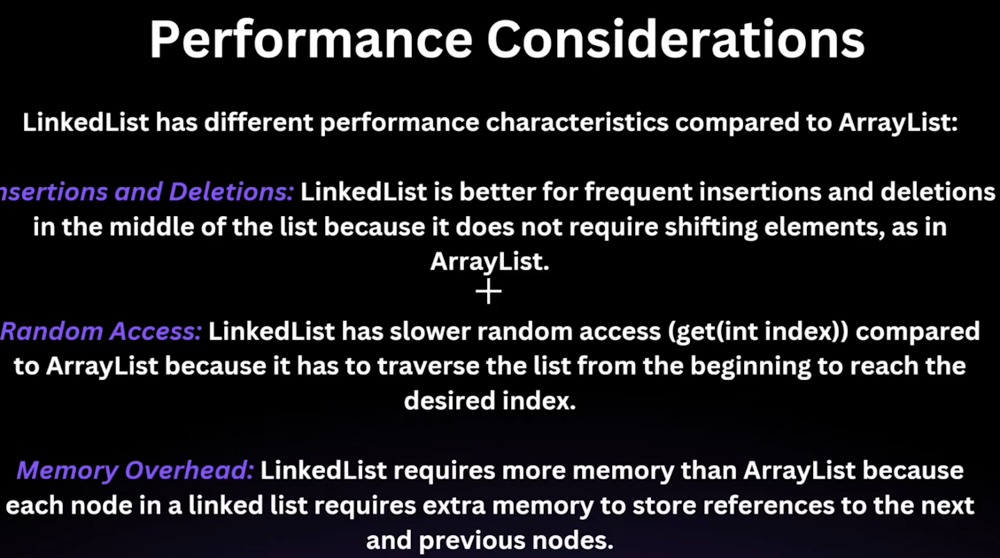 Performance Considerations
LinkedList has different performance characteristics compared to ArrayList:
nsertions and Deletions: LinkedList is better for frequent insertions and deletions
in the middle of the list because it does not require shifting elements, as in
ArrayList.
Random Access: LinkedList has slower random access (get(int index)) compared
to ArrayList because it has to traverse the list from the beginning to reach the
desired index.
Memory Overhead: LinkedList requires more memory than ArrayList because
each node in a linked list requires extra memory to store references to the next
and previous nodes.